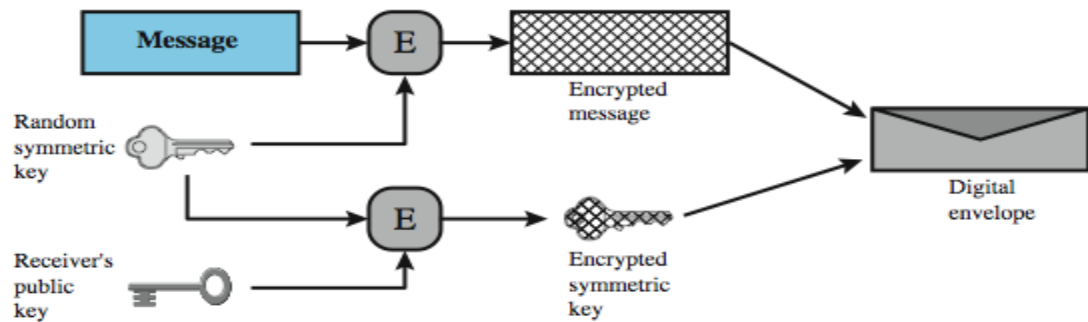 Message
E
Encrypted
message
Random
symmetric
key
Digital
envelope
E
Receiver's
public
key
Encrypted
symmetric
key